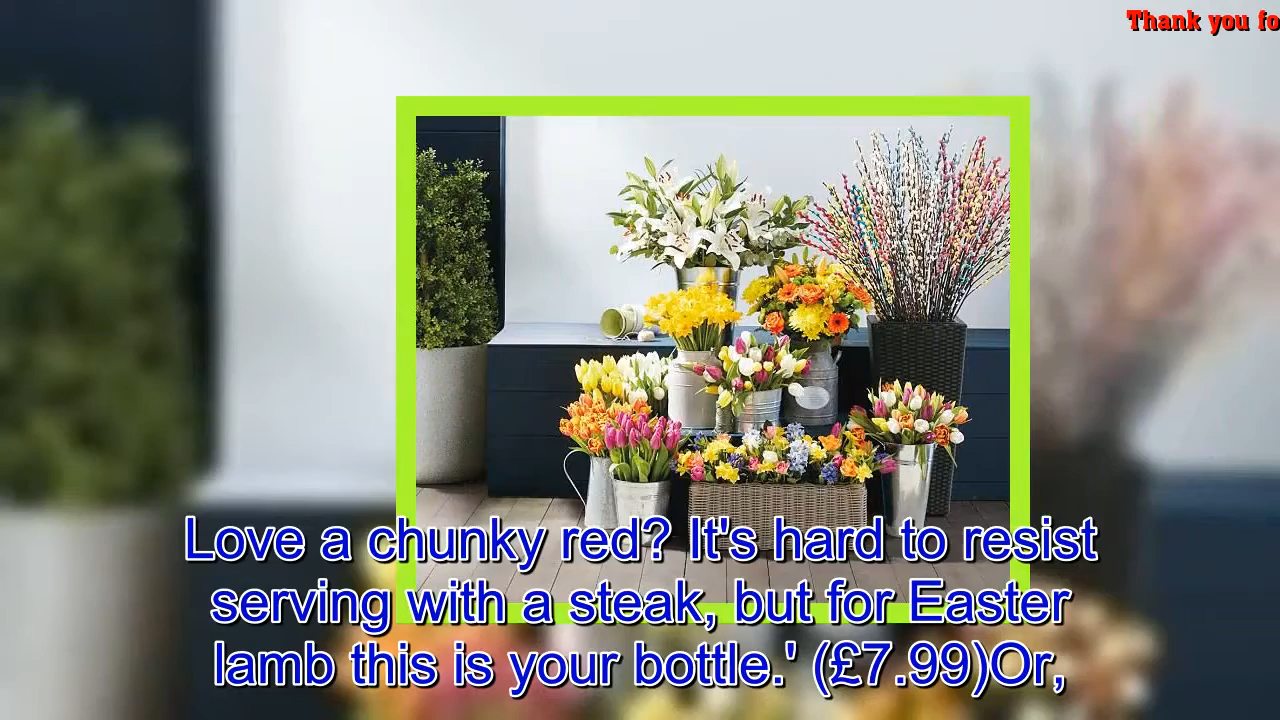 Thank you fo
Love a chunky red? It's hard to resist
serving with a steak, but for Easter
lamb this is your bottle.' (£7.99)Or,